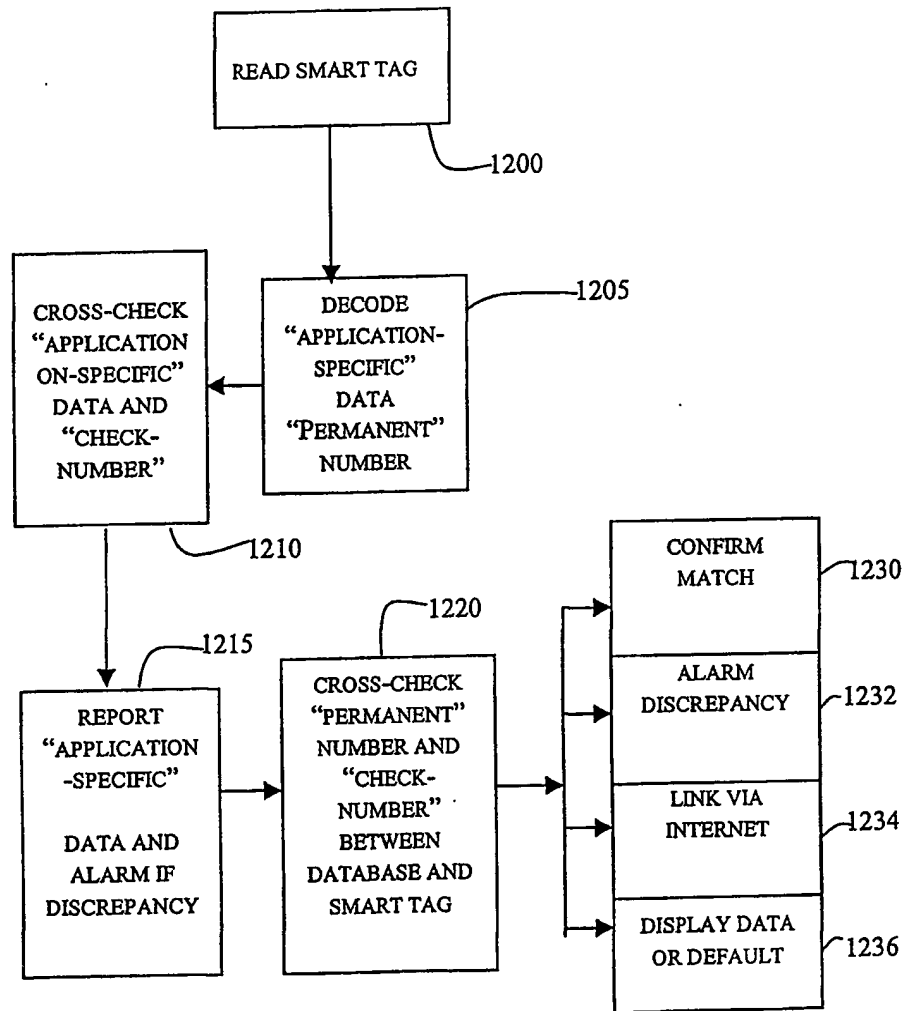 READ SMART TAG
1200
DECODE
“APPLICATION-
SPECIFIC”
DATA
“PERMANENT”
NUMBER
1205
CROSS-CHECK
“APPLICATION
ON-SPECIFIC”
DATA AND
“CHECK-
NUMBER”
1210
REPORT
“APPLICATION
-SPECIFIC”
DATA AND
ALARM IF
DISCREPANCY
1215
CROSS-CHECK
“PERMANENT”
NUMBER AND
“CHECK-
NUMBER”
BETWEEN
DATABASE AND
SMART TAG
1220
CONFIRM
MATCH
1230
ALARM
DISCREPANCY
1232
LINK VIA
INTERNET
1234
DISPLAY DATA
OR DEFAULT
1236